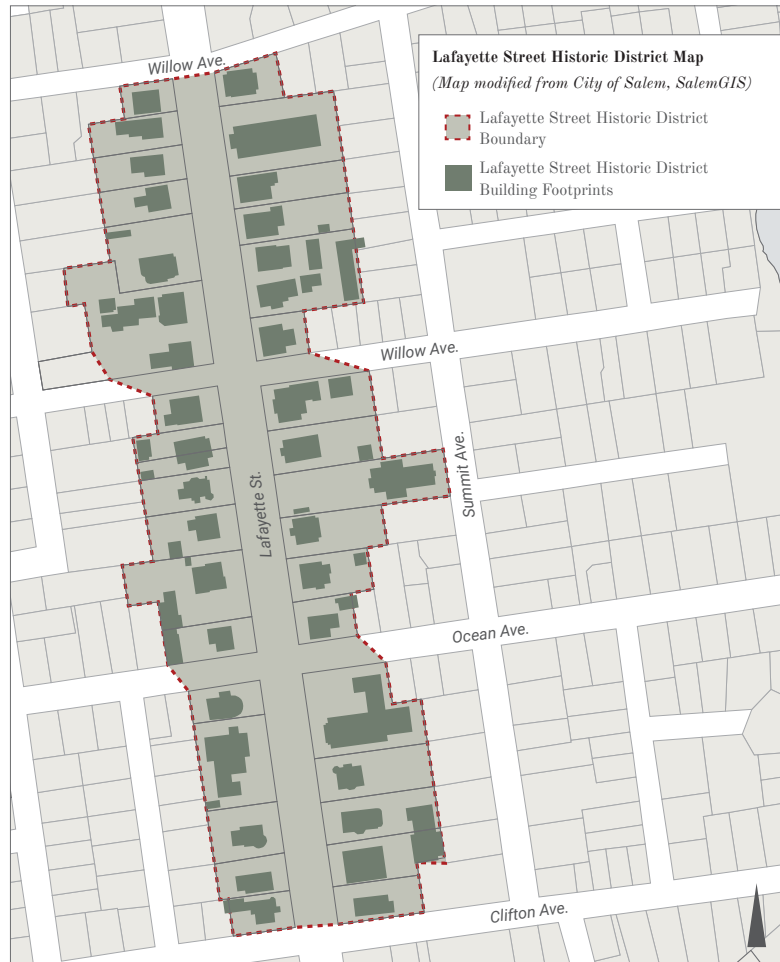 Willow Ave.
Lafayette Street Historic District Map
(Map modified from City of Salem, SalemGIS)
Lafayette Street Historic District
Boundary
Lafayette Street Historic District
Building Footprints
Willow Ave.
Summit Ave.
Lafayette St.
Ocean Ave.
Clifton Ave.